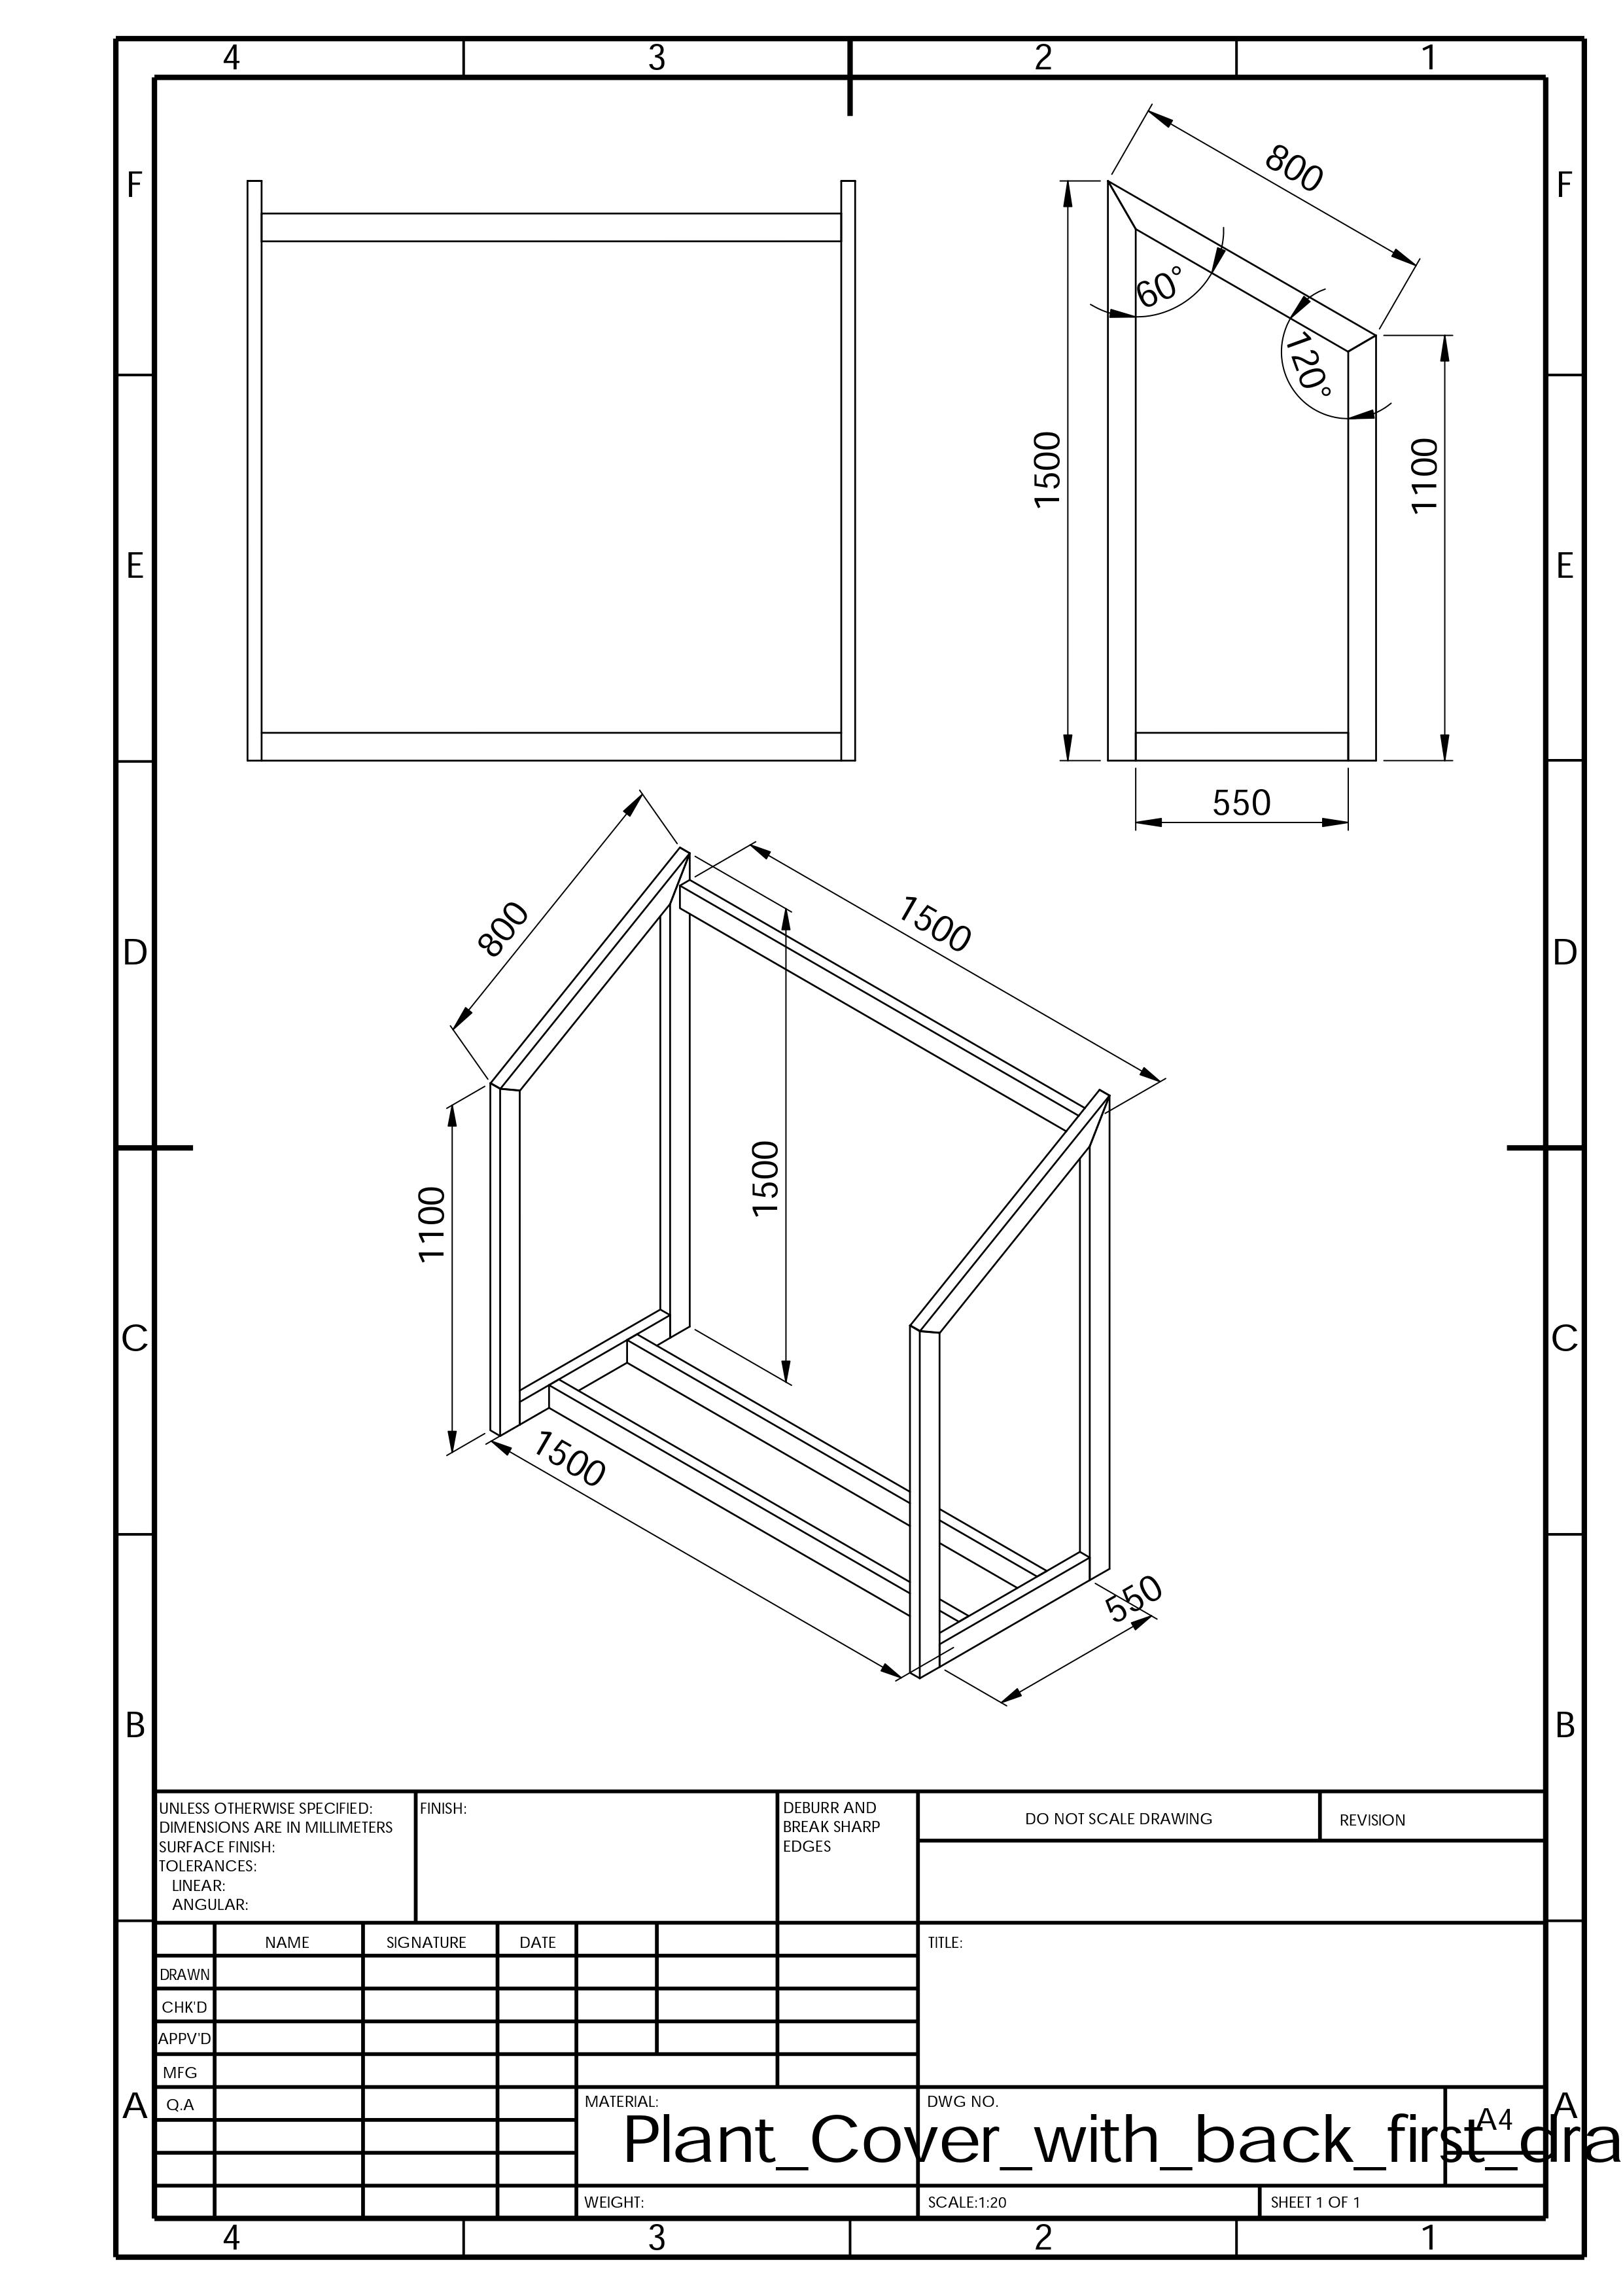 4 3 2 1
F F
E E
D D
C C
B B
A A
800
60°
120°
1500
1100
550
800
1500
1500
1100
1500
550
UNLESS OTHERWISE SPECIFIED:
DIMENSIONS ARE IN MILLIMETERS
SURFACE FINISH:
TOLERANCES:
LINEAR:
ANGULAR:
FINISH:
DEBURR AND
BREAK SHARP
EDGES
DO NOT SCALE DRAWING
REVISION
NAME SIGNATURE DATE
DRAWN
CHK'D
APPV'D
MFG
Q.A
TITLE:
MATERIAL:
DWG NO.
Plant_Cover_with_back_first_dra
A4
WEIGHT:
SCALE:1:20
SHEET 1 OF 1
4 3 2 1